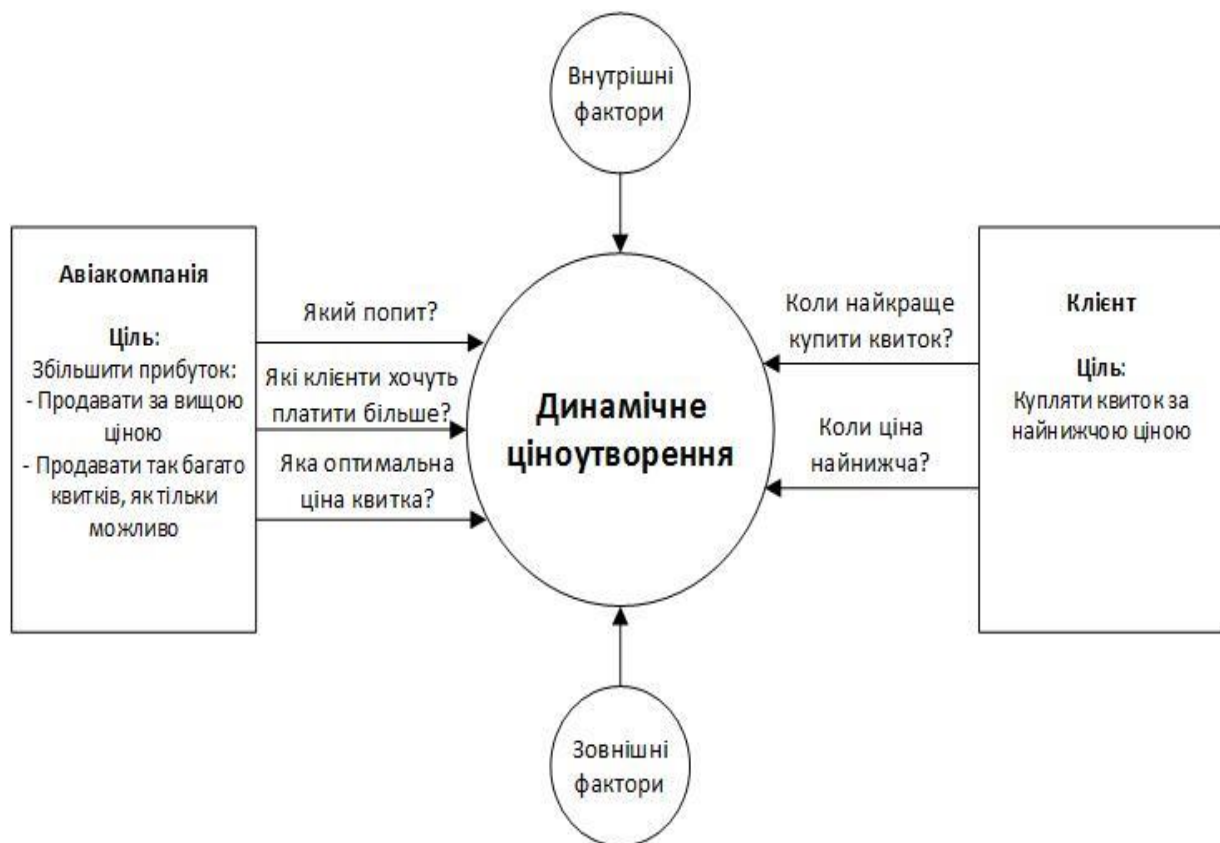 Внутрішні
фактори
Авіакомпанія
Ціль:
Збільшити прибуток:
- Продавати за вищою
ціною
- Продавати так багато
квитків, як тільки
можливо
Який попит?
Які клієнти хочуть
платити більше?
Яка оптимальна
ціна квитка?
Динамічне
ціноутворення
Коли найкраще
купити квиток?
Коли ціна
найнижча?
Клієнт
Ціль:
Купляти квиток за
найнижчою ціною
Зовнішні
фактори